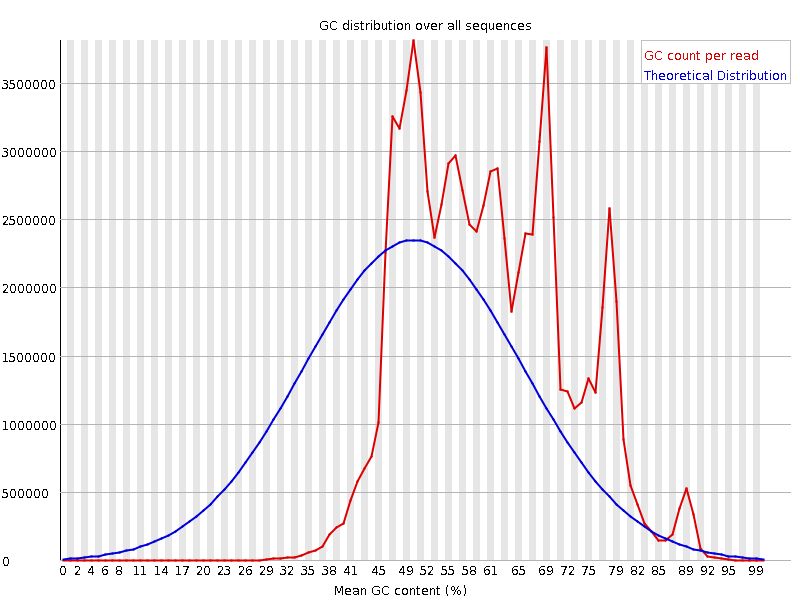 GC distribution over all sequences
GC count per read
Theoretical Distribution
3500000
3000000
2500000
2000000
1500000
1000000
500000
0
0 2 4 6 8 11 14 17 20 23 26 29 32 35 38 41 45 49 52 55 58 61 65 69 72 75 79 82 85 89 92 95 99
Mean GC content (%)